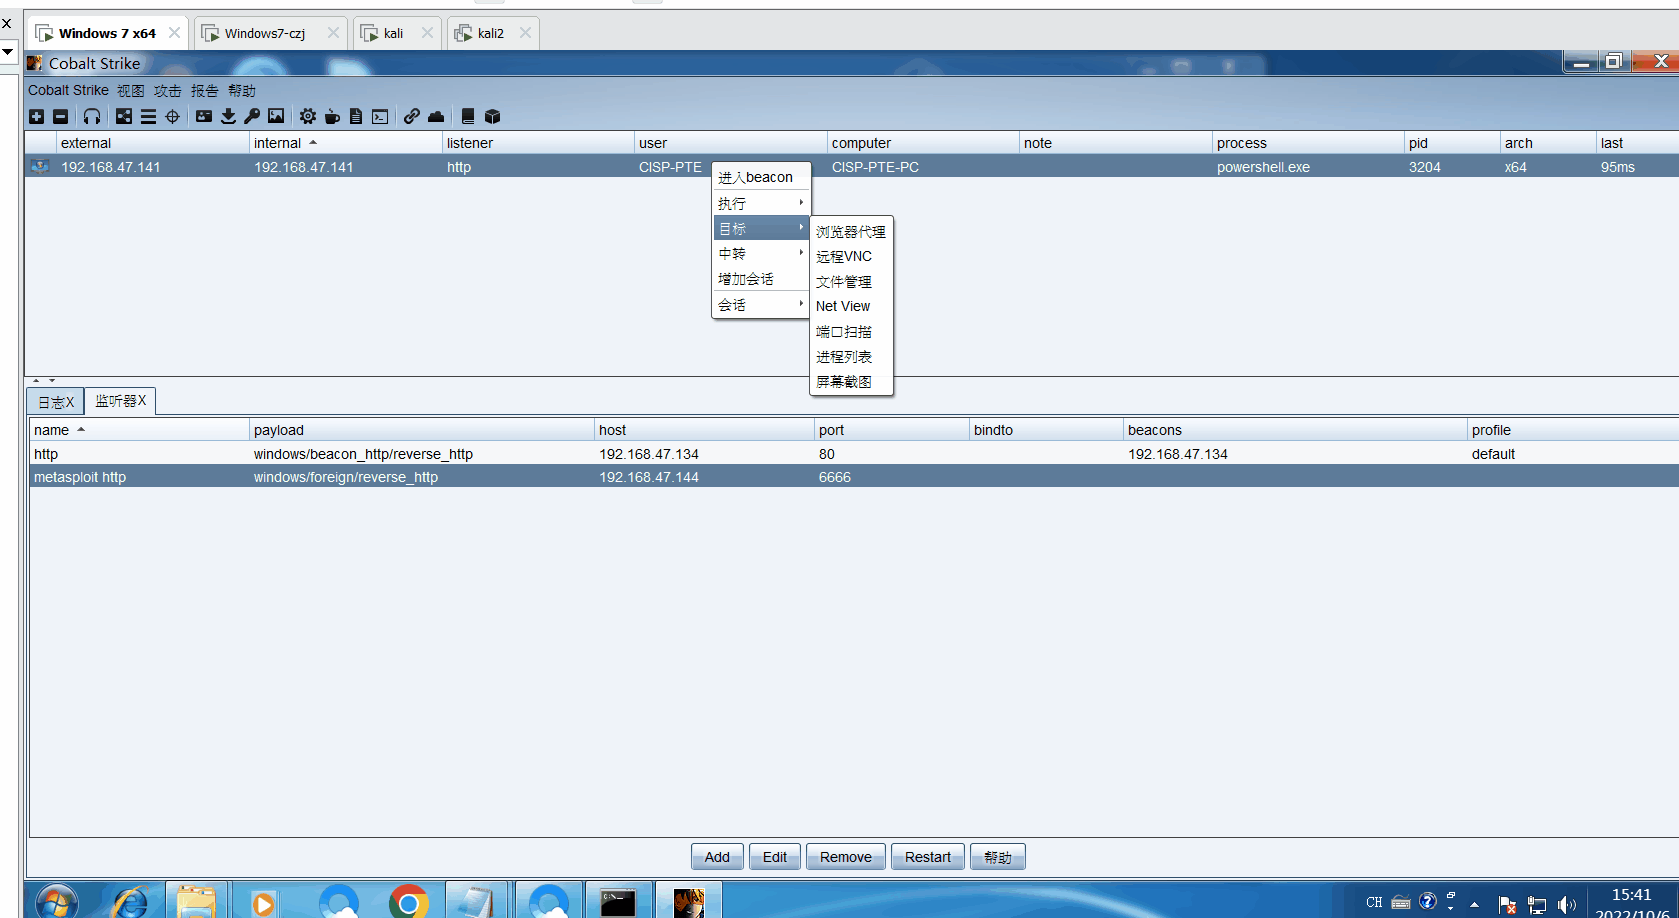 X
Windows 7 x64
Windows7-czj
kali
kali2
Cobalt Strike
Cobalt Strike 视图 攻击 报告 帮助
external internal listener user computer note process pid arch last
192.168.47.141 192.168.47.141 http CISP-PTE CISP-PTE-PC powershell.exe 3204 x64 95ms
进入beacon
执行
目标
中转
增加会话
会话
浏览器代理
远程VNC
文件管理
Net View
端口扫描
进程列表
屏幕截图
日志X 监听器X
name payload host port bindto beacons profile
http windows/beacon_http/reverse_http 192.168.47.134 80 192.168.47.134 default
metasploit http windows/foreign/reverse_http 192.168.47.144 6666
Add Edit Remove Restart 帮助
CH
15:41
2022/10/6